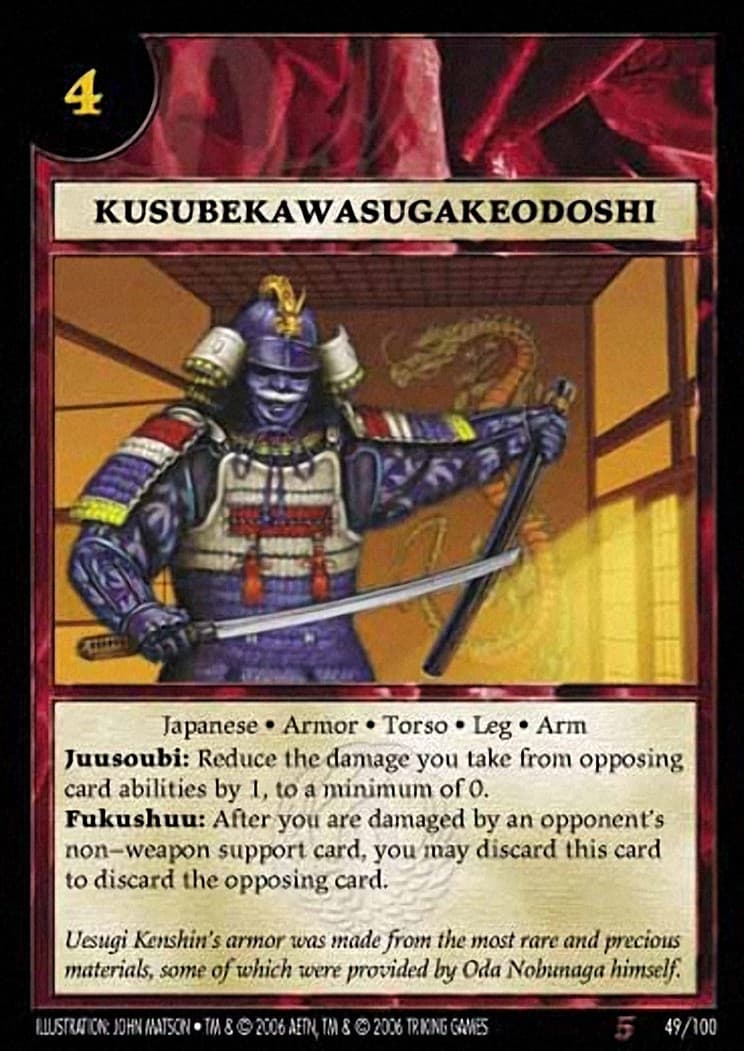 4
KUSUBEKAWASUGAKEODOSHI
Japanese • Armor • Torso • Leg • Arm
Juusoubi: Reduce the damage you take from opposing
card abilities by 1, to a minimum of 0.
Fukushuu: After you are damaged by an opponent's
non-weapon support card, you may discard this card
to discard the opposing card.
Uesugi Kenshin's armor was made from the most rare and precious
materials, some of which were provided by Oda Nobunaga himself.
ILLUSTRATION: JOHN MATSON • TM & © 2006 AETN, TM & © 2006 TRIKING GAMES 5 49/100